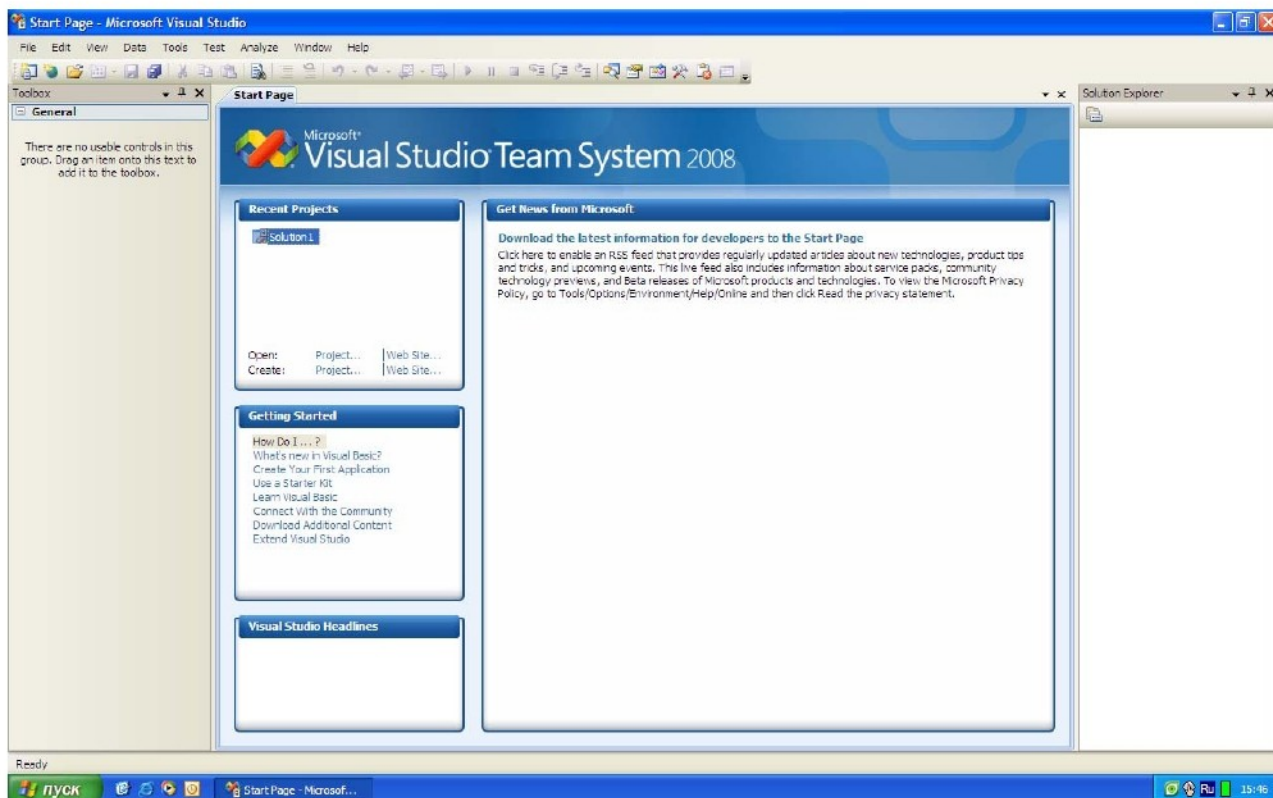 Start Page - Microsoft Visual Studio
File Edit View Data Tools Test Analyze Window Help
Toolbox
General
There are no usable controls in this
group. Drag an item onto this text to
add it to the toolbox.
Start Page
Microsoft
Visual Studio Team System 2008
Recent Projects
Solution1
Open: Project... Web Site...
Create: Project... Web Site...
Getting Started
How Do I ... ?
What's new in Visual Basic?
Create Your First Application
Use a Starter Kit
Learn Visual Basic
Connect With the Community
Download Additional Content
Extend Visual Studio
Visual Studio Headlines
Get News from Microsoft
Download the latest information for developers to the Start Page
Click here to enable an RSS feed that provides regularly updated articles about new technologies, product tips
and tricks, and upcoming events. This live feed also includes information about service packs, community
technology previews, and Beta releases of Microsoft products and technologies. To view the Microsoft Privacy
Policy, go to Tools/Options/Environment/Help/Online and then click Read the privacy statement.
Solution Explorer
Ready
пуск
Start Page - Microsof...
Ru
15:46